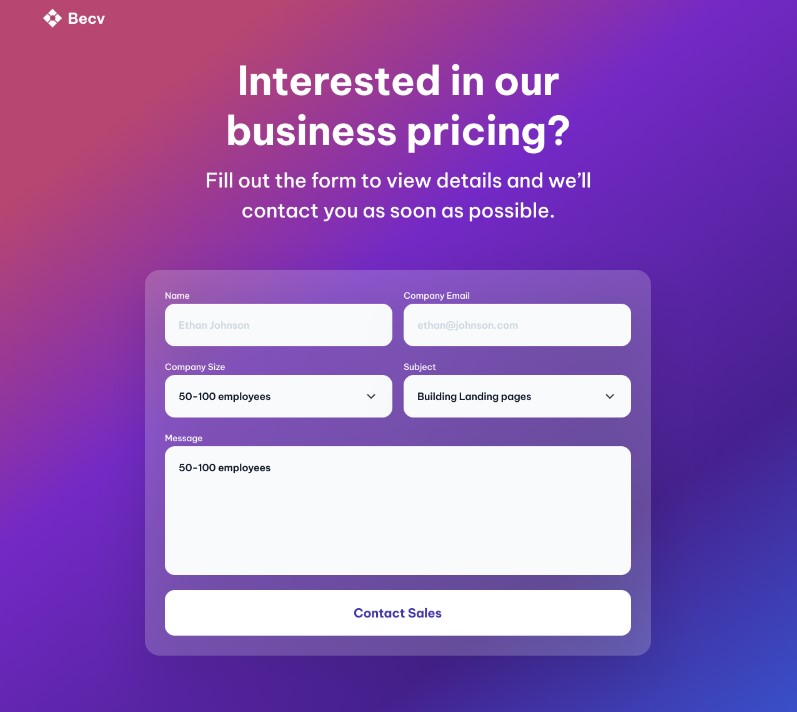 Becv
Interested in our
business pricing?
Fill out the form to view details and we’ll
contact you as soon as possible.
Name
Company Email
Ethan Johnson
ethan@johnson.com
Company Size
Subject
50-100 employees
Building Landing pages
Message
50-100 employees
Contact Sales